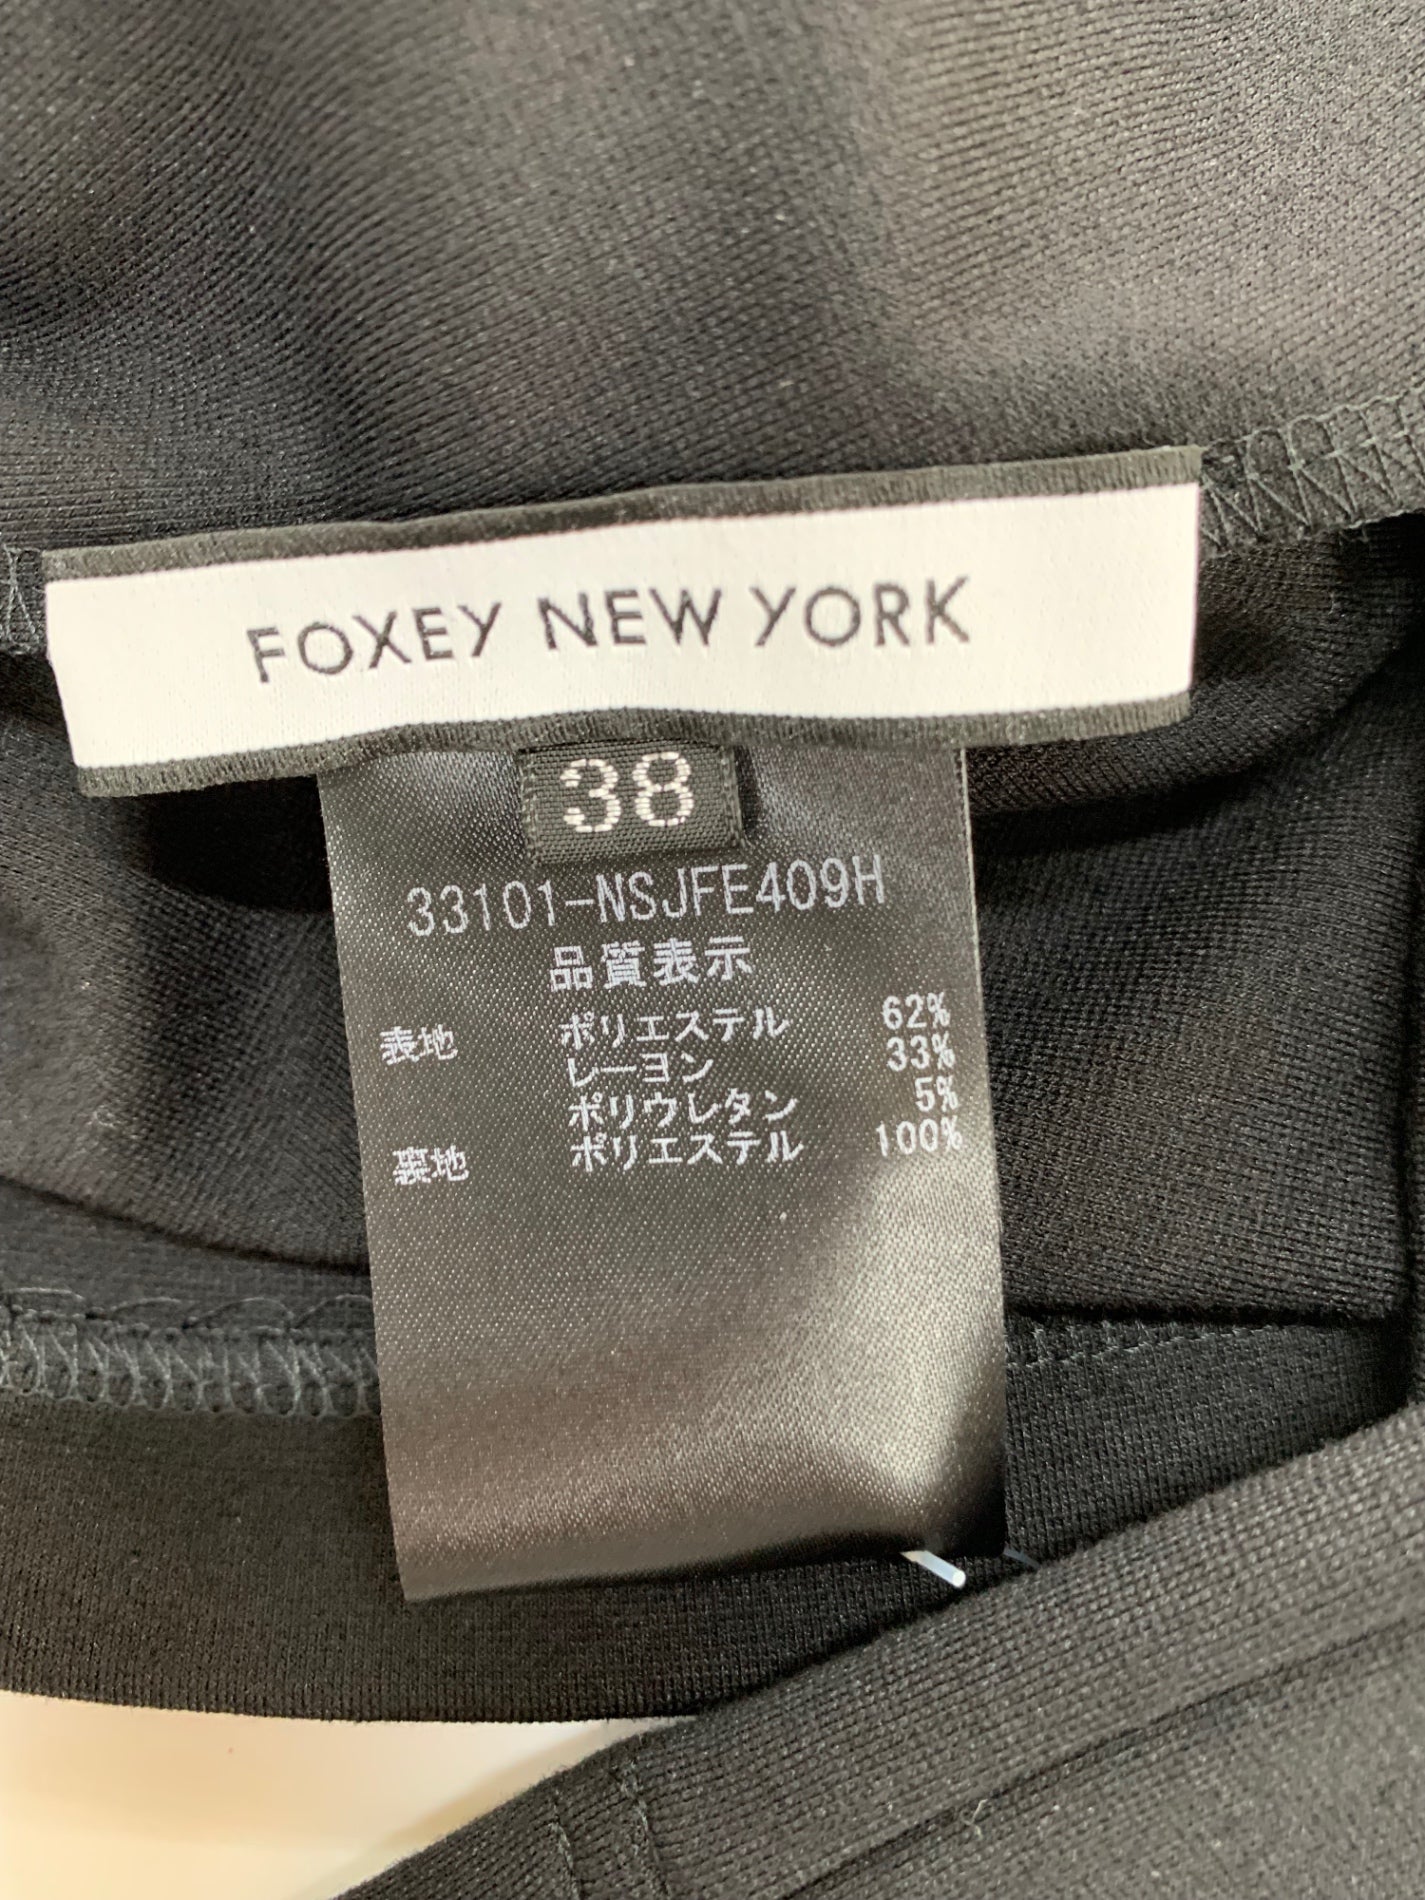 FOXEY NEW YORK
38
33101-NSJFE409H
品質表示
表地 ポリエステル 62%
レーヨン 33%
ポリウレタン 5%
裏地 ポリエステル 100%